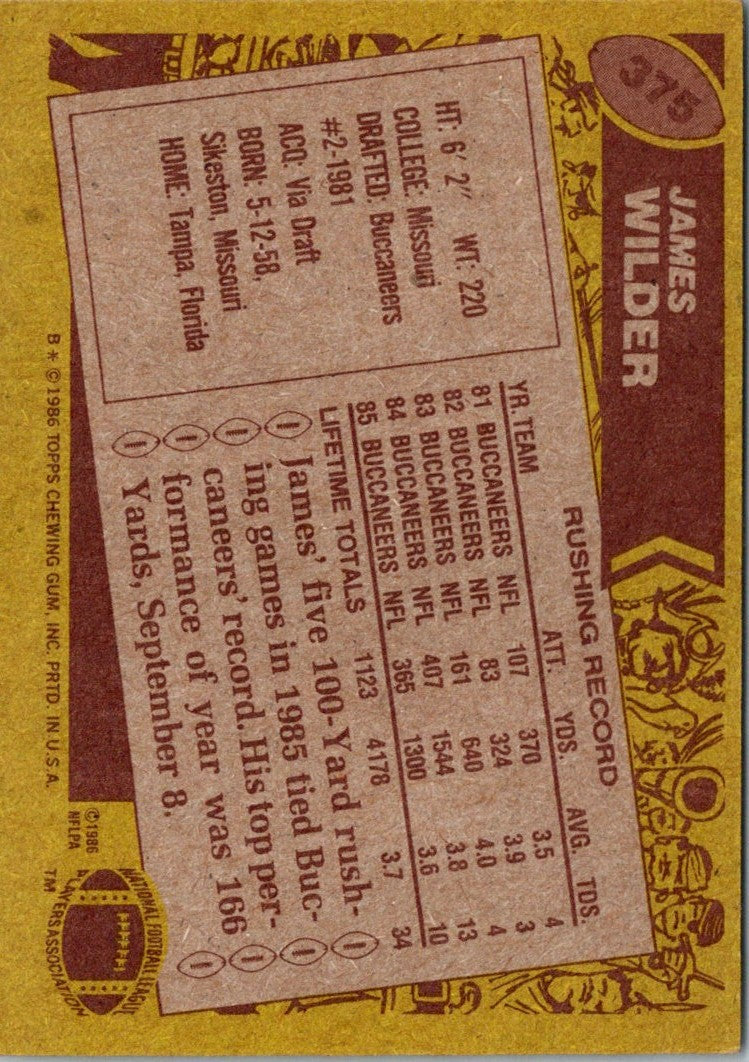 375
JAMES
WILDER
HT: 6' 2" WT: 220
COLLEGE: Missouri
DRAFTED: Buccaneers
#2-1981
ACQ: Via Draft
BORN: 5-12-58,
Sikeston, Missouri
HOME: Tampa, Florida
RUSHING RECORD
YR. TEAM ATT. YDS. AVG. TDS.
81 BUCCANEERS NFL 107 370 3.5 4
82 BUCCANEERS NFL 83 324 3.9 3
83 BUCCANEERS NFL 161 640 4.0 4
84 BUCCANEERS NFL 407 1544 3.8 13
85 BUCCANEERS NFL 365 1300 3.6 10
LIFETIME TOTALS 1123 4178 3.7 34
James' five 100-Yard rush-
ing games in 1985 tied Buc-
caneers' record. His top per-
formance of year was 166
Yards, September 8.
B * ©1986 TOPPS CHEWING GUM, INC. PRTD. IN U.S.A.
©1986
NFLPA
NATIONAL FOOTBALL LEAGUE
PLAYERS ASSOCIATION
TM